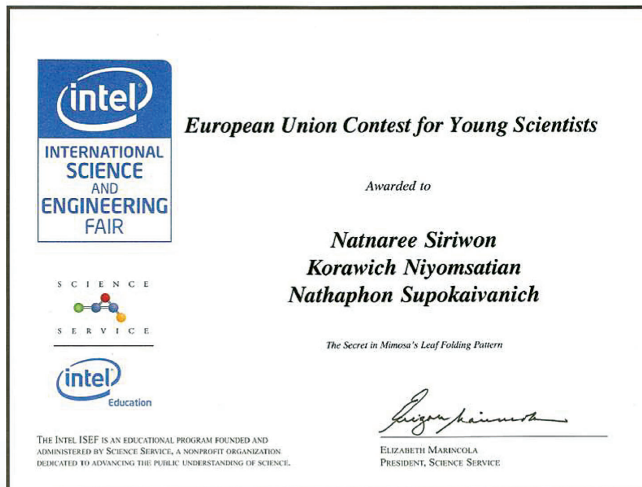 intel
INTERNATIONAL
SCIENCE
AND
ENGINEERING
FAIR
SCIENCE
SERVICE
intel
Education
THE INTEL ISEF IS AN EDUCATIONAL PROGRAM FOUNDED AND
ADMINISTERED BY SCIENCE SERVICE, A NONPROFIT ORGANIZATION
DEDICATED TO ADVANCING THE PUBLIC UNDERSTANDING OF SCIENCE.
European Union Contest for Young Scientists
Awarded to
Natnaree Siriwon
Korawich Niyomsatian
Nathaphon Supokaivanich
The Secret in Mimosa's Leaf Folding Pattern
ELIZABETH MARINCOLA
PRESIDENT, SCIENCE SERVICE